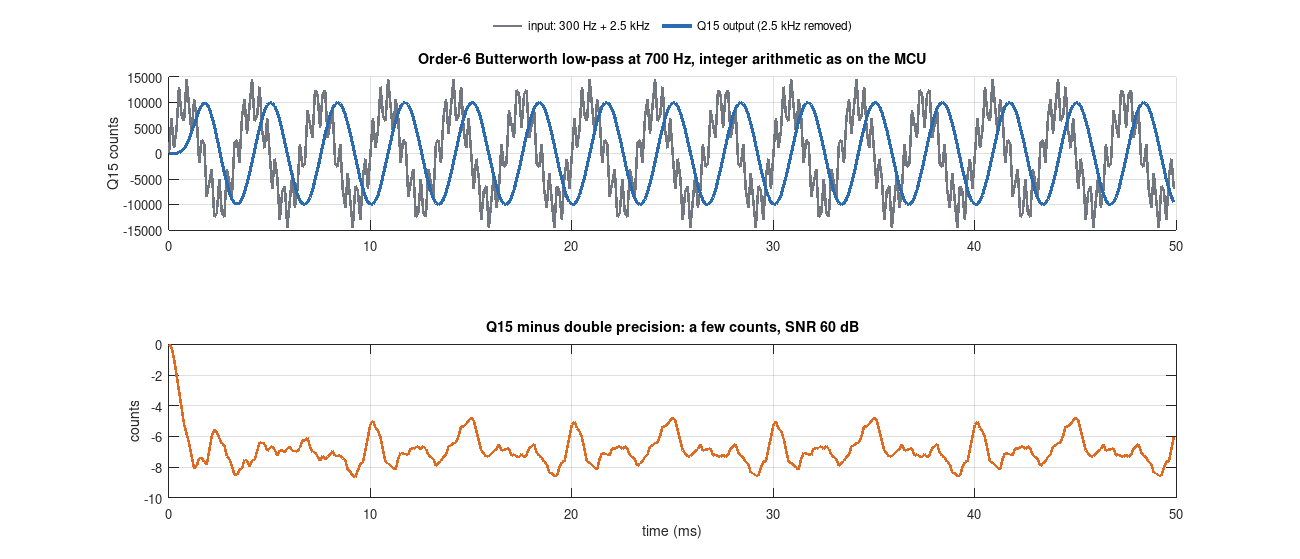 input: 300 Hz + 2.5 kHz   Q15 output (2.5 kHz removed)
Order-6 Butterworth low-pass at 700 Hz, integer arithmetic as on the MCU
15000
10000
5000
0
-5000
-10000
-15000
Q15 counts
0 10 20 30 40 50
Q15 minus double precision: a few counts, SNR 60 dB
0
-2
-4
-6
-8
-10
counts
0 10 20 30 40 50
time (ms)